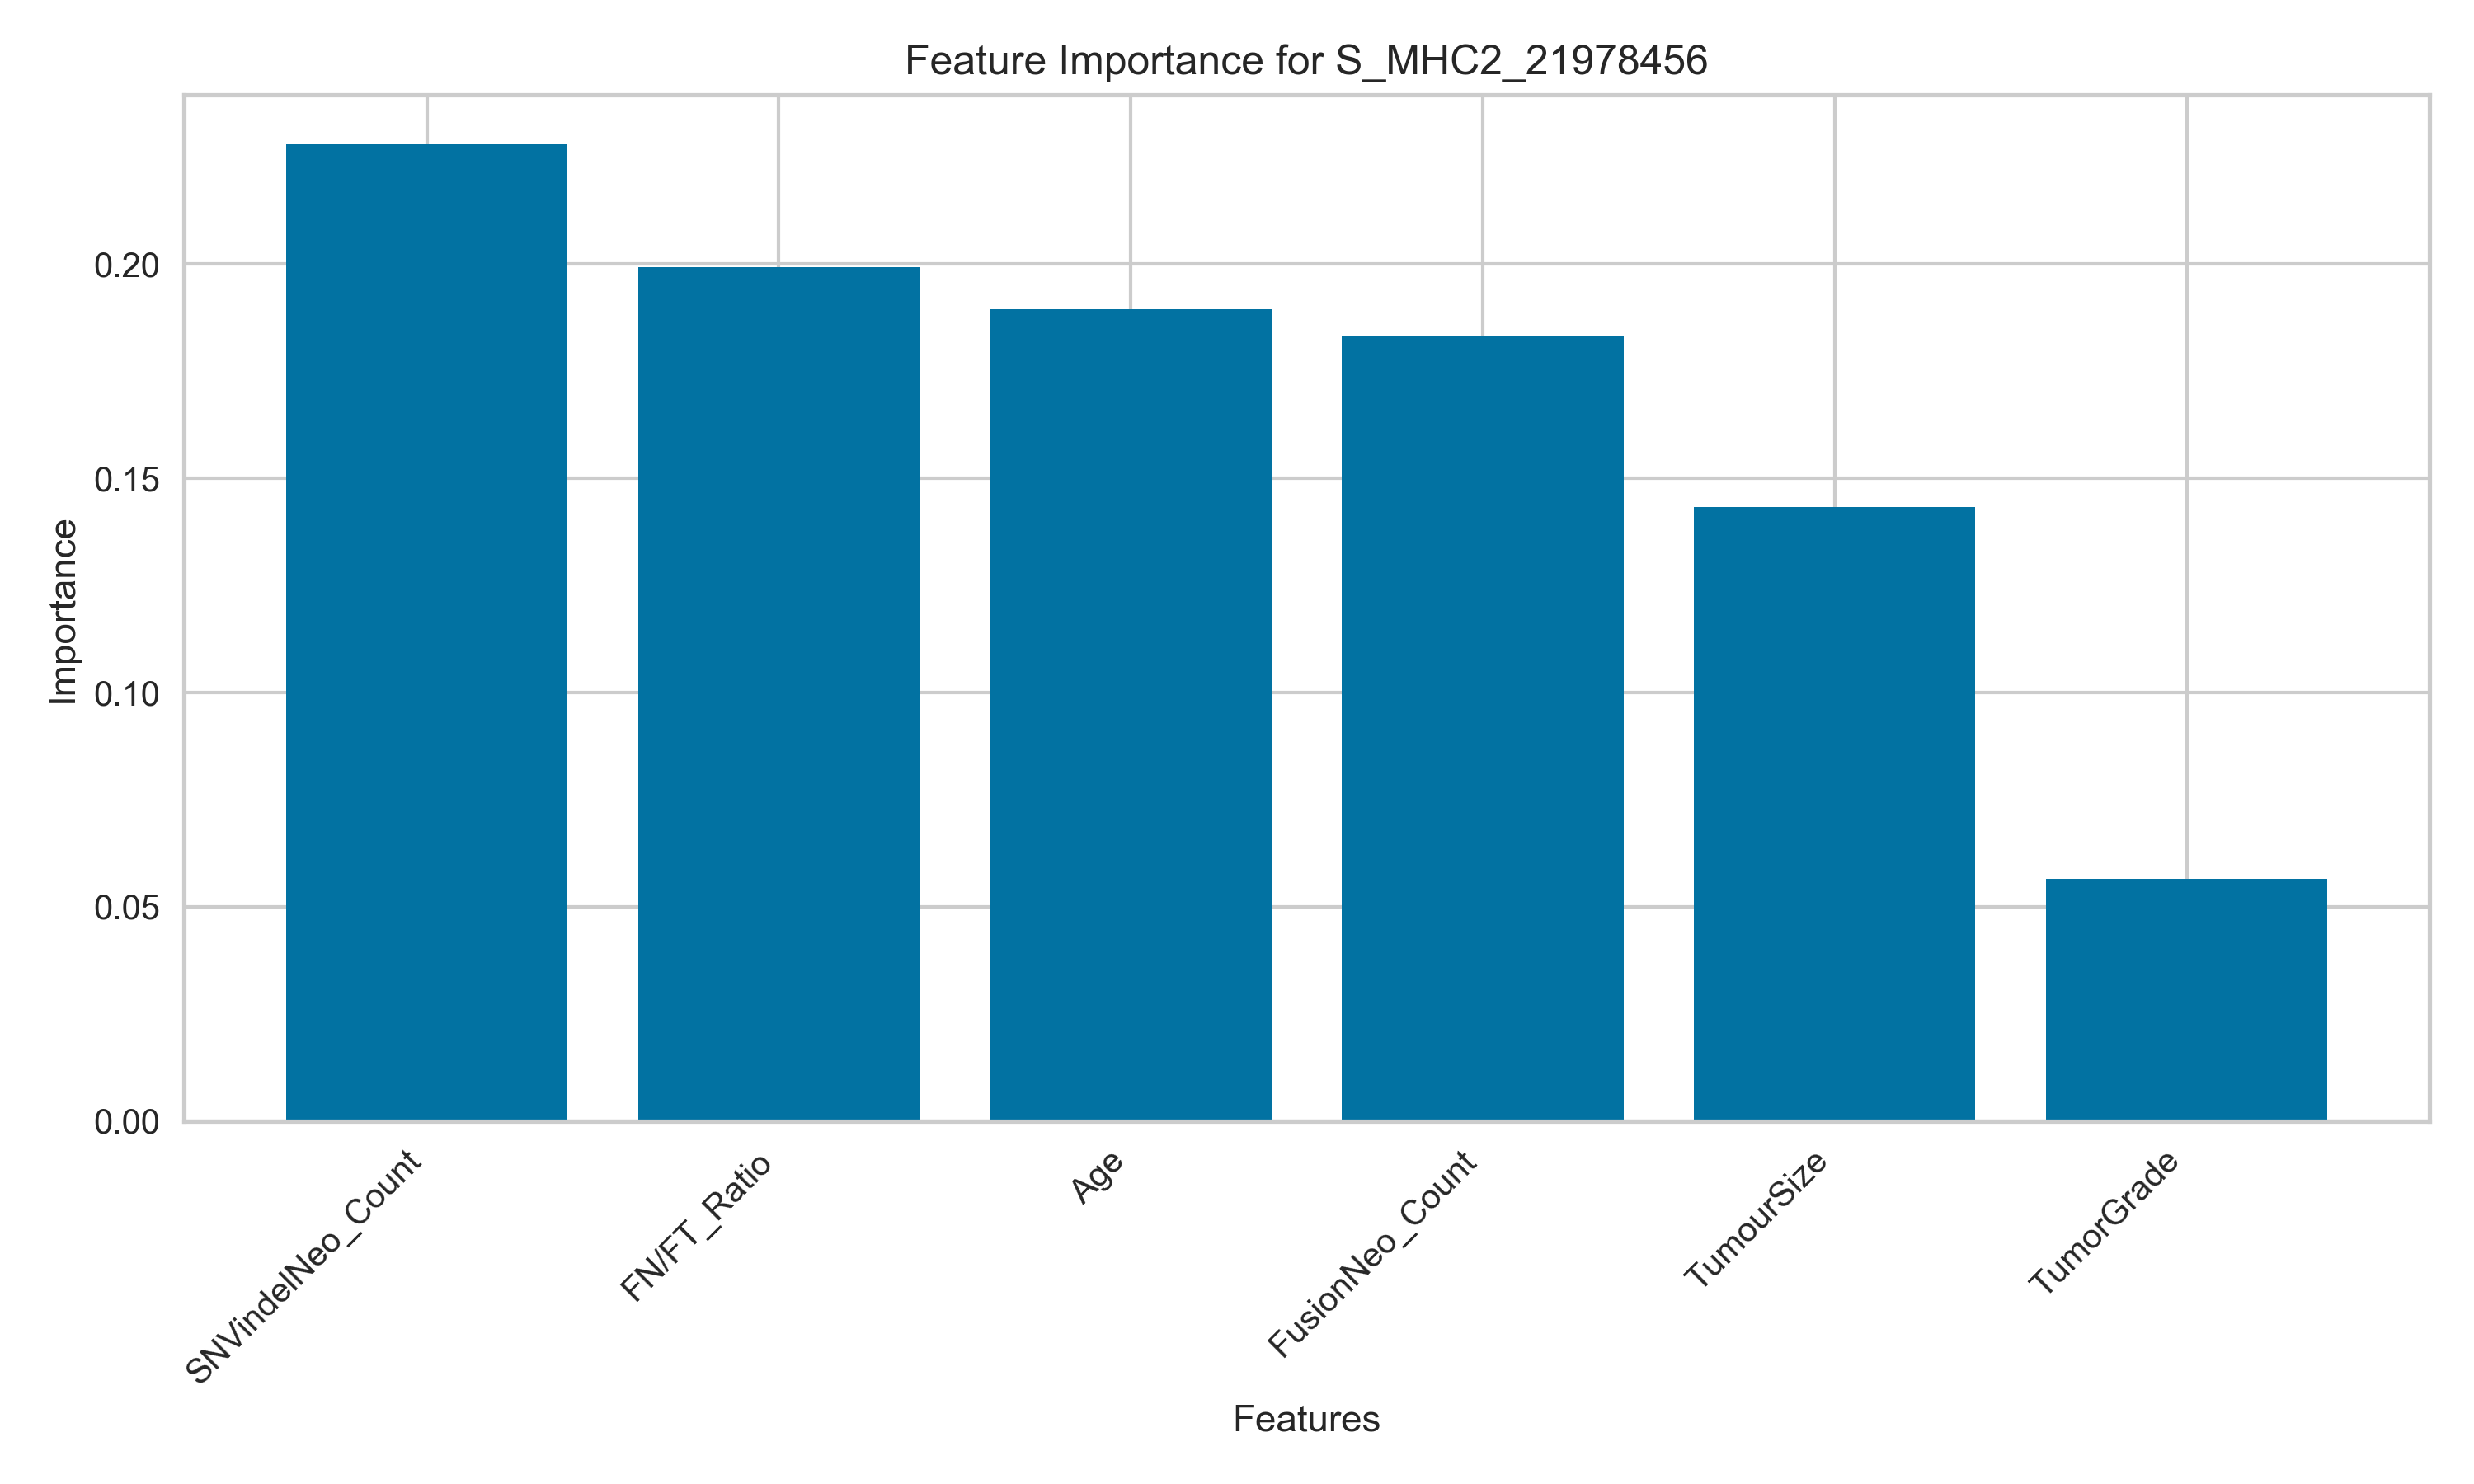 Feature Importance for S_MHC2_21978456
Importance
0.20
0.15
0.10
0.05
0.00
SNVindelNeo_Count
FN/FT_Ratio
Age
FusionNeo_Count
TumourSize
TumorGrade
Features